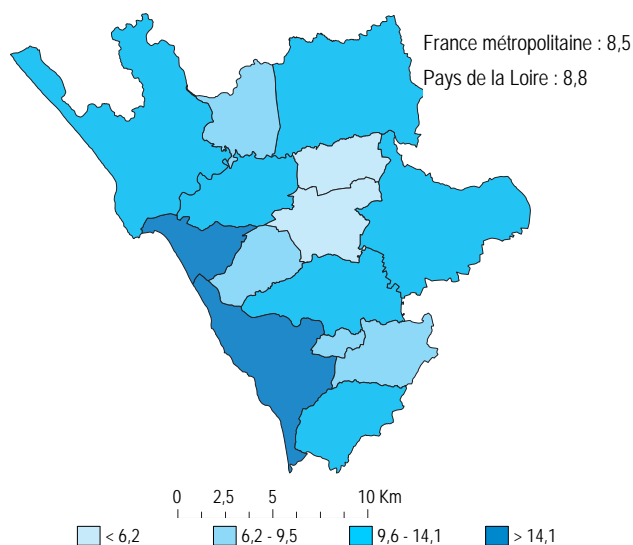 France métropolitaine : 8,5
Pays de la Loire : 8,8
0 2,5 5 10 Km
< 6,2 6,2 - 9,5 9,6 - 14,1 > 14,1